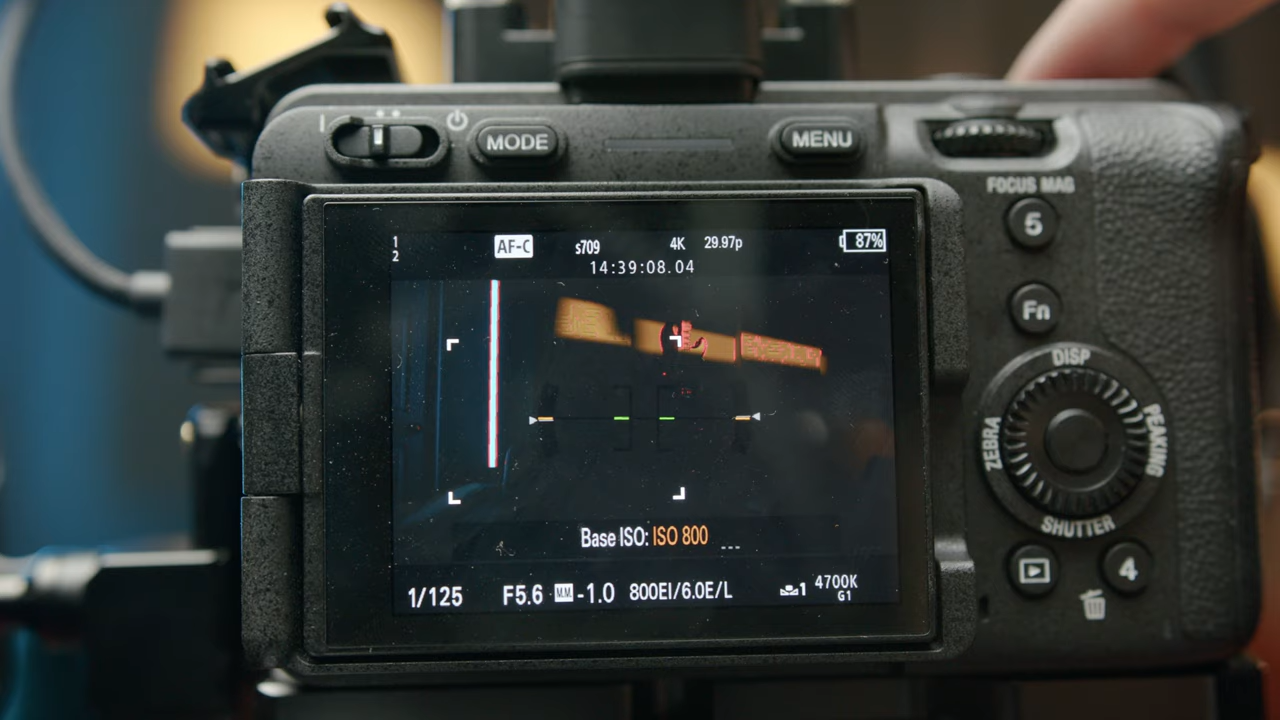 MODE
MENU
FOCUS MAG
5
1
2
AF-C
s709
4K
29.97p
87%
14:39:08.04
Fn
DISP
ZEBRA
PEAKING
SHUTTER
Base ISO: ISO 800
1/125
F5.6
M.M.
-1.0
800EI/6.0E/L
1
4700K
G1
4